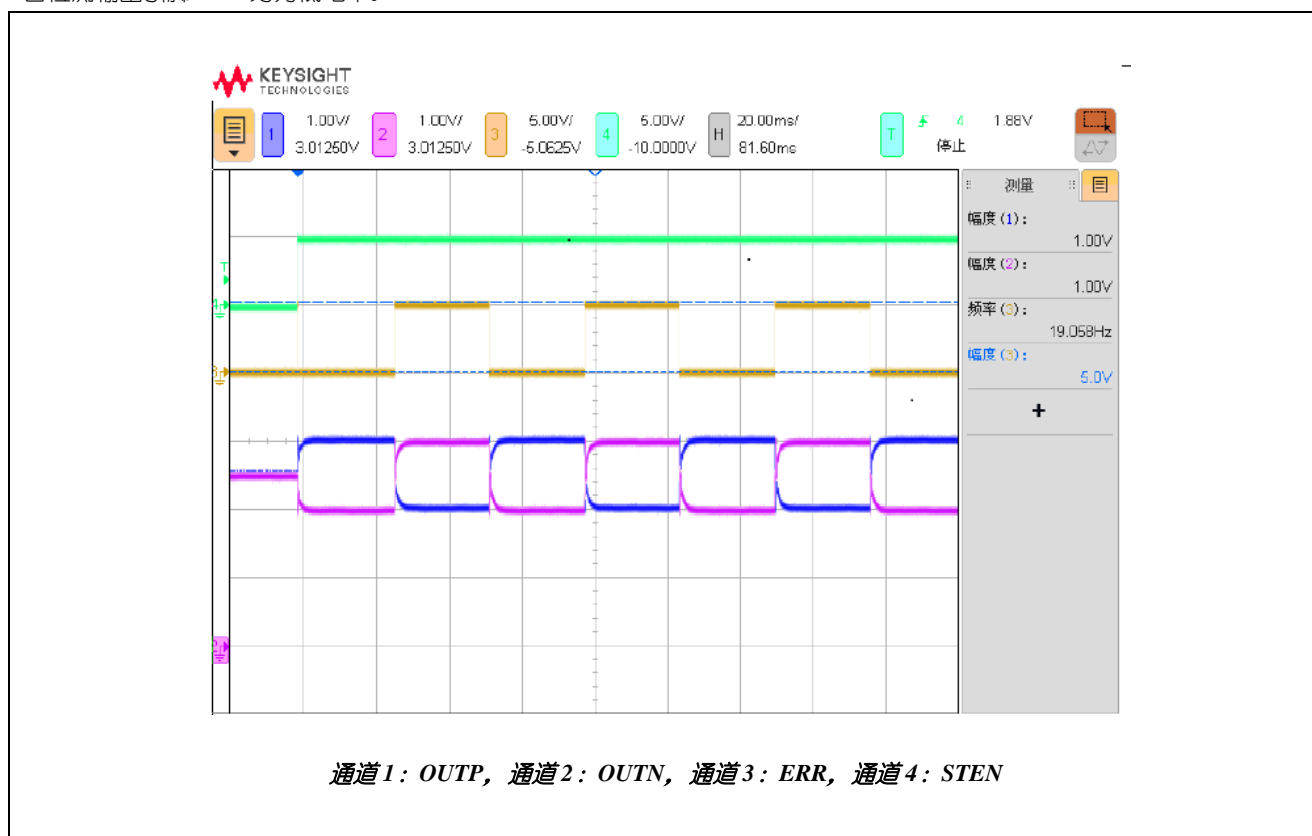 KEYSIGHT
TECHNOLOGIES
1 1.00V/ 3.01250V
2 1.00V/ 3.01250V
3 5.00V/ -5.0625V
4 5.00V/ -10.0000V
H 20.00ms/ 81.60ms
T 4 1.88V
停止
测量
幅度(1):
1.00V
幅度(2):
1.00V
频率(3):
19.058Hz
幅度(3):
5.0V
+
T
4
3
2
通道1：OUTP，通道2：OUTN，通道3：ERR，通道4：STEN